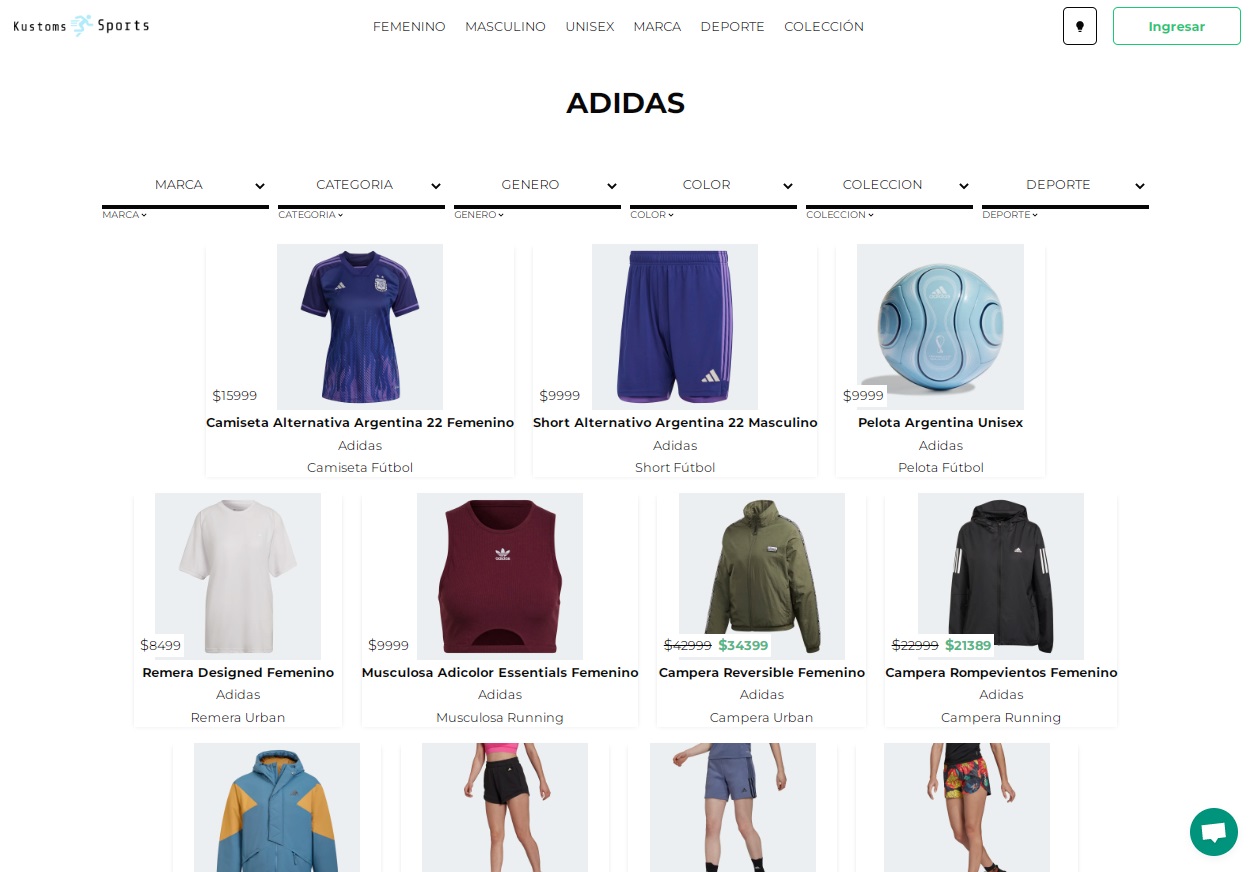 Kustoms Sports
FEMENINO MASCULINO UNISEX MARCA DEPORTE COLECCIÓN
Ingresar
ADIDAS
MARCA CATEGORIA GENERO COLOR COLECCION DEPORTE
MARCA CATEGORIA GENERO COLOR COLECCION DEPORTE
$15999 $9999 $9999
Camiseta Alternativa Argentina 22 Femenino Short Alternativo Argentina 22 Masculino Pelota Argentina Unisex
Adidas Adidas Adidas
Camiseta Fútbol Short Fútbol Pelota Fútbol
$8499 $9999 $42999 $34399 $22999 $21389
Remera Designed Femenino Musculosa Adicolor Essentials Femenino Campera Reversible Femenino Campera Rompevientos Femenino
Adidas Adidas Adidas Adidas
Remera Urban Musculosa Running Campera Urban Campera Running